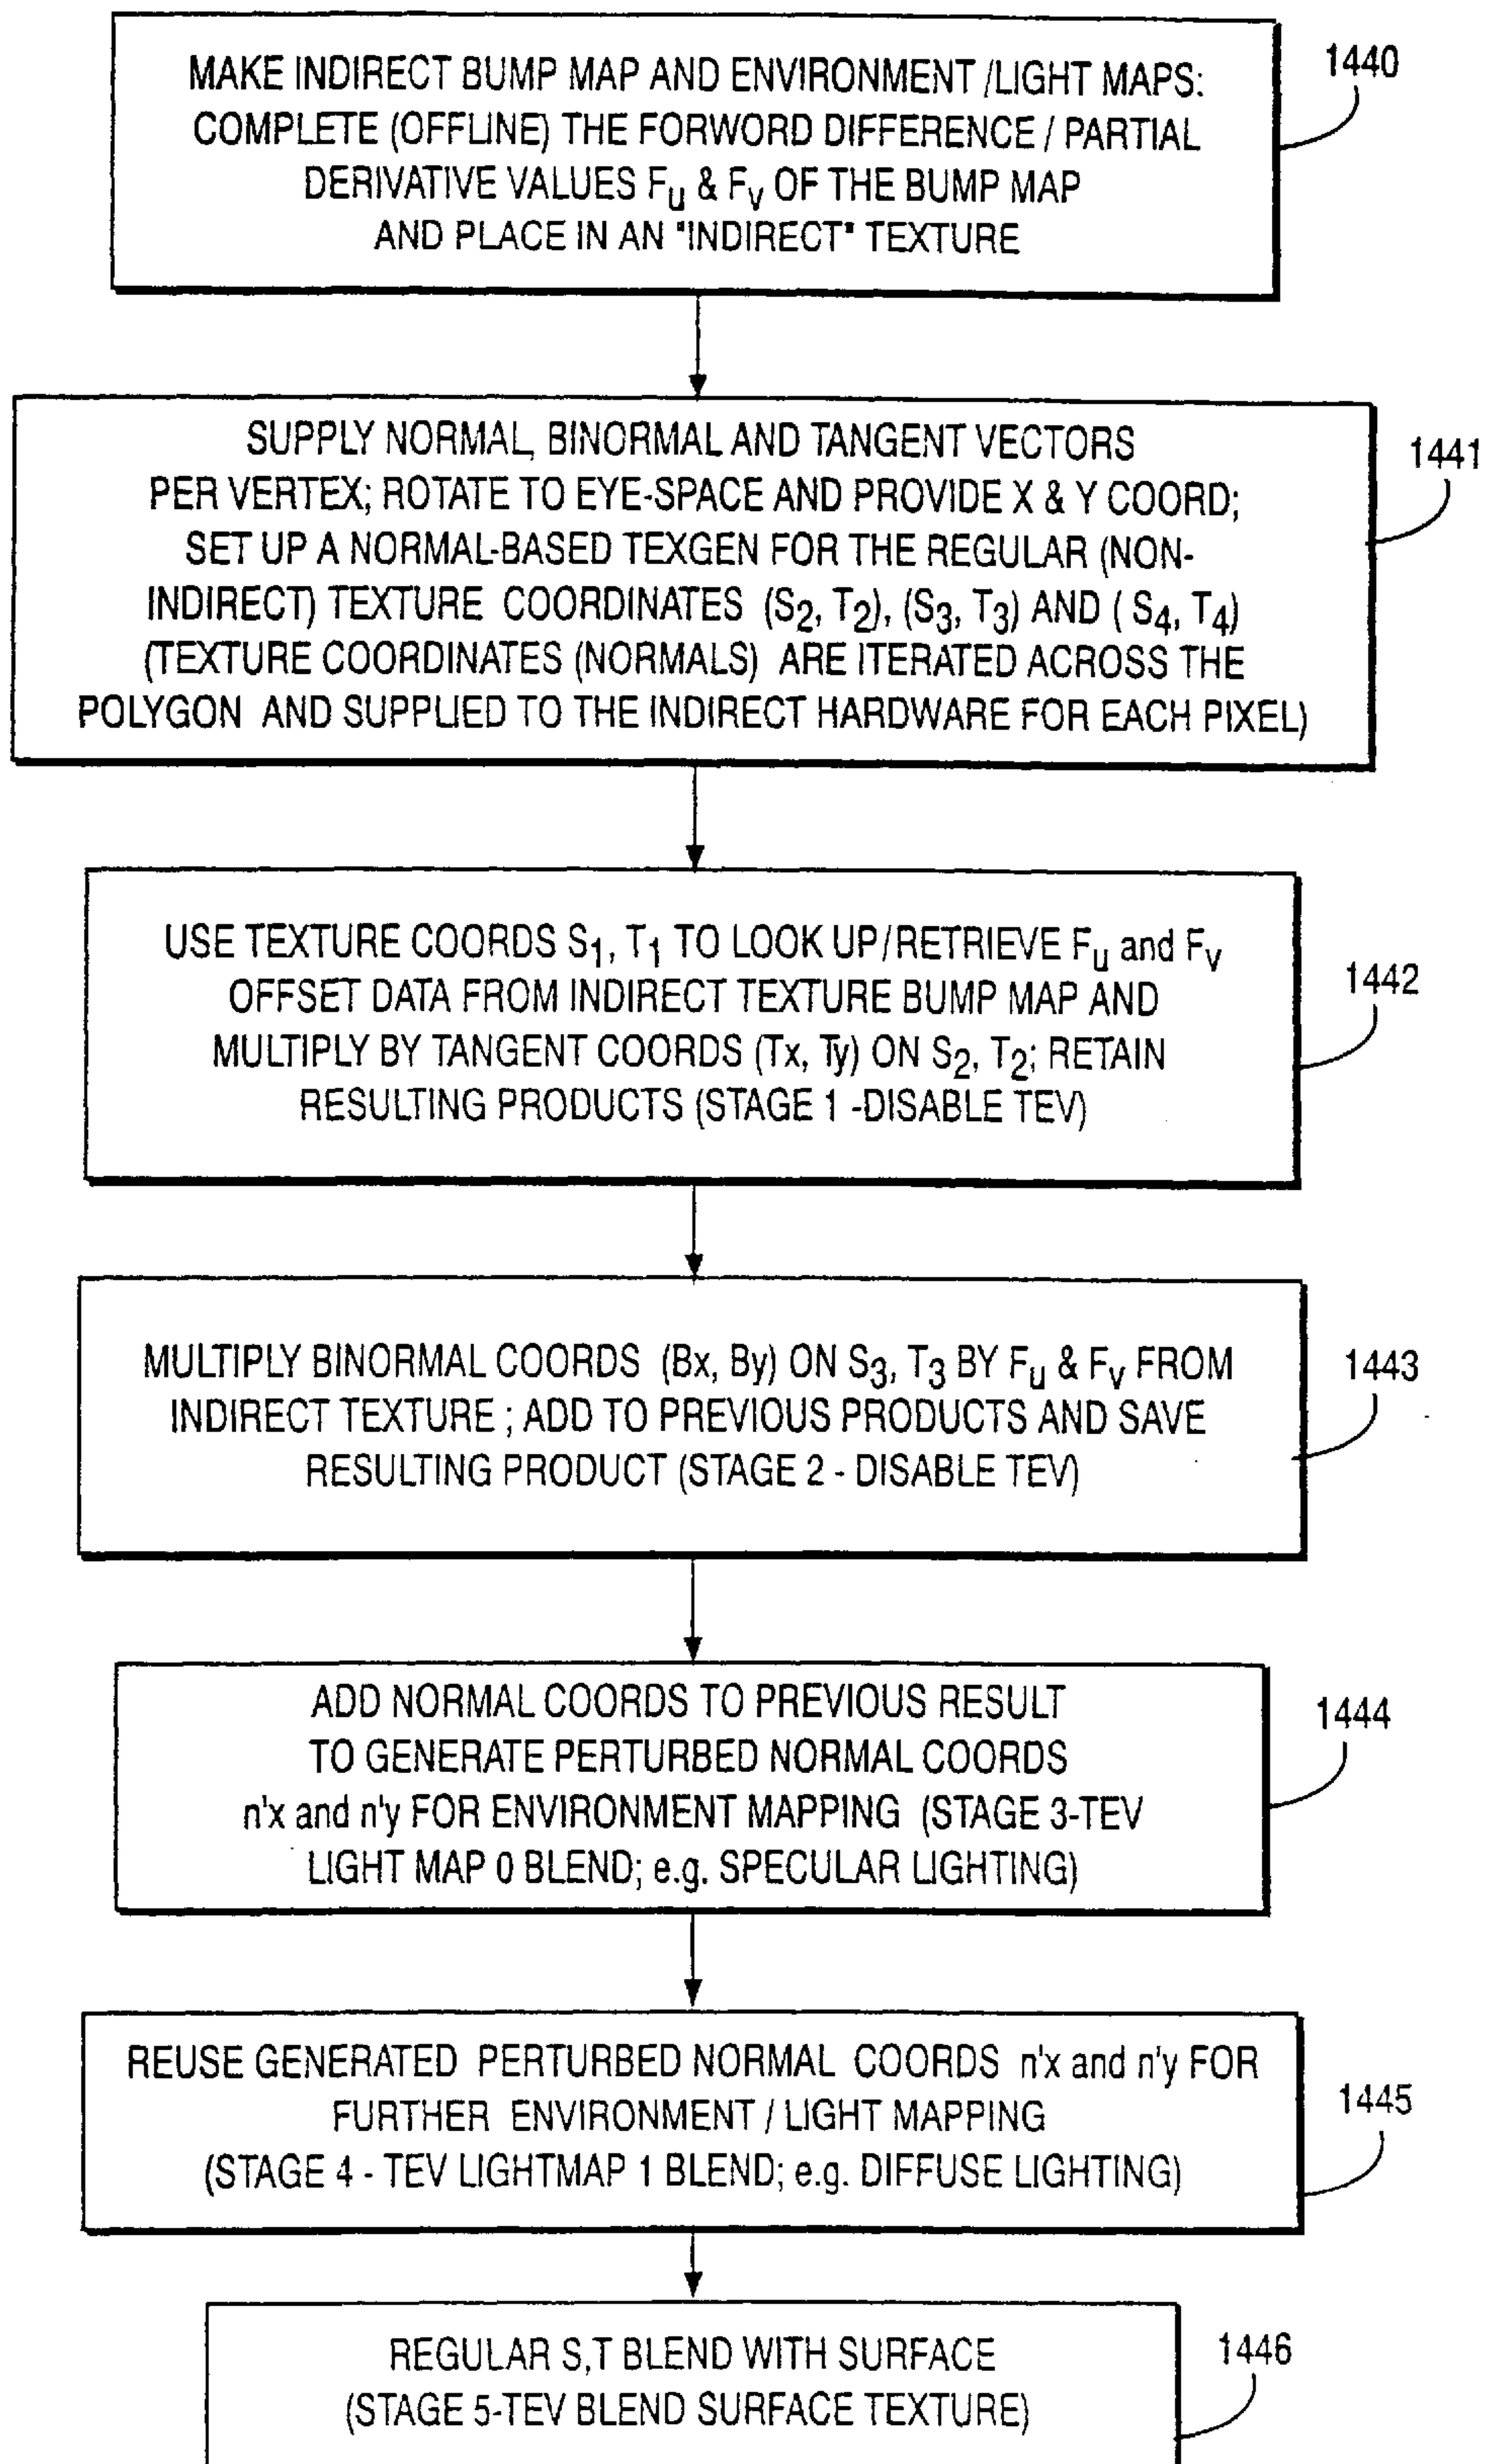 MAKE INDIRECT BUMP MAP AND ENVIRONMENT /LIGHT MAPS:
COMPLETE (OFFLINE) THE FORWORD DIFFERENCE / PARTIAL
DERIVATIVE VALUES Fu & Fv OF THE BUMP MAP
AND PLACE IN AN "INDIRECT" TEXTURE
1440
SUPPLY NORMAL, BINORMAL AND TANGENT VECTORS
PER VERTEX; ROTATE TO EYE-SPACE AND PROVIDE X & Y COORD;
SET UP A NORMAL-BASED TEXGEN FOR THE REGULAR (NON-
INDIRECT) TEXTURE COORDINATES (S2, T2), (S3, T3) AND ( S4, T4)
(TEXTURE COORDINATES (NORMALS) ARE ITERATED ACROSS THE
POLYGON AND SUPPLIED TO THE INDIRECT HARDWARE FOR EACH PIXEL)
1441
USE TEXTURE COORDS S1, T1 TO LOOK UP/RETRIEVE Fu and Fv
OFFSET DATA FROM INDIRECT TEXTURE BUMP MAP AND
MULTIPLY BY TANGENT COORDS (Tx, Ty) ON S2, T2; RETAIN
RESULTING PRODUCTS (STAGE 1 -DISABLE TEV)
1442
MULTIPLY BINORMAL COORDS (Bx, By) ON S3, T3 BY Fu & Fv FROM
INDIRECT TEXTURE ; ADD TO PREVIOUS PRODUCTS AND SAVE
RESULTING PRODUCT (STAGE 2 - DISABLE TEV)
1443
ADD NORMAL COORDS TO PREVIOUS RESULT
TO GENERATE PERTURBED NORMAL COORDS
n'x and n'y FOR ENVIRONMENT MAPPING (STAGE 3-TEV
LIGHT MAP 0 BLEND; e.g. SPECULAR LIGHTING)
1444
REUSE GENERATED PERTURBED NORMAL COORDS n'x and n'y FOR
FURTHER ENVIRONMENT / LIGHT MAPPING
(STAGE 4 - TEV LIGHTMAP 1 BLEND; e.g. DIFFUSE LIGHTING)
1445
REGULAR S,T BLEND WITH SURFACE
(STAGE 5-TEV BLEND SURFACE TEXTURE)
1446